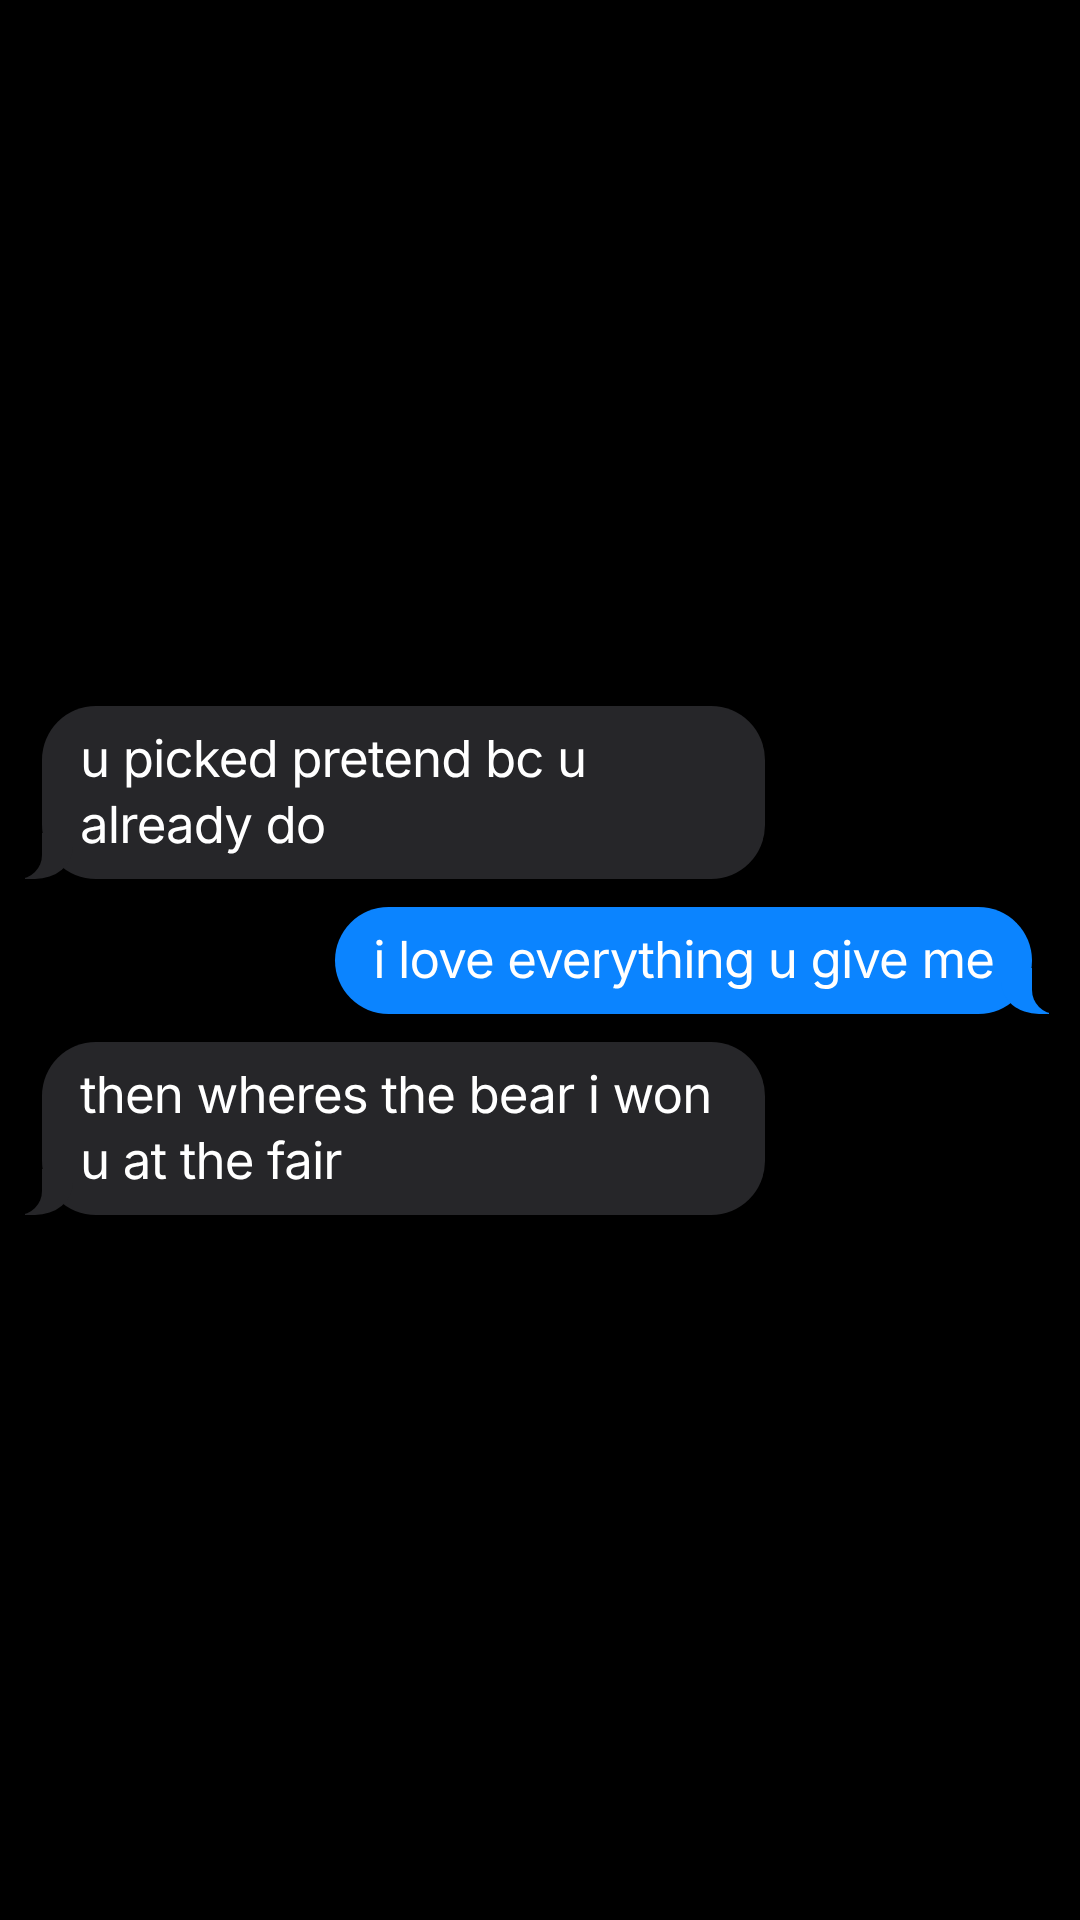 u picked pretend bc u
already do
i love everything u give me
then wheres the bear i won
u at the fair